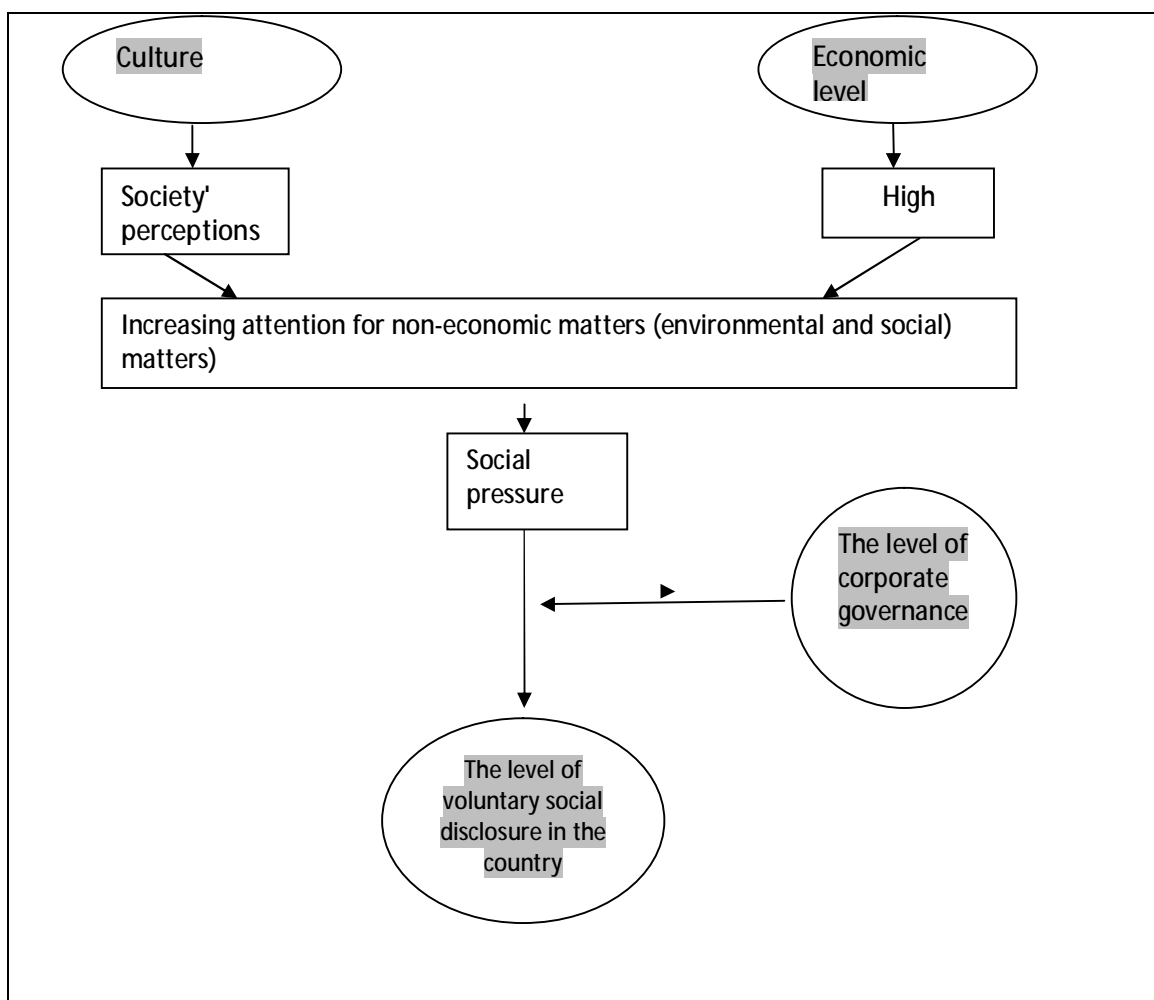 Culture
Economic
level
Society'
perceptions
High
Increasing attention for non-economic matters (environmental and social)
matters)
Social
pressure
The level of
corporate
governance
The level of
voluntary social
disclosure in the
country